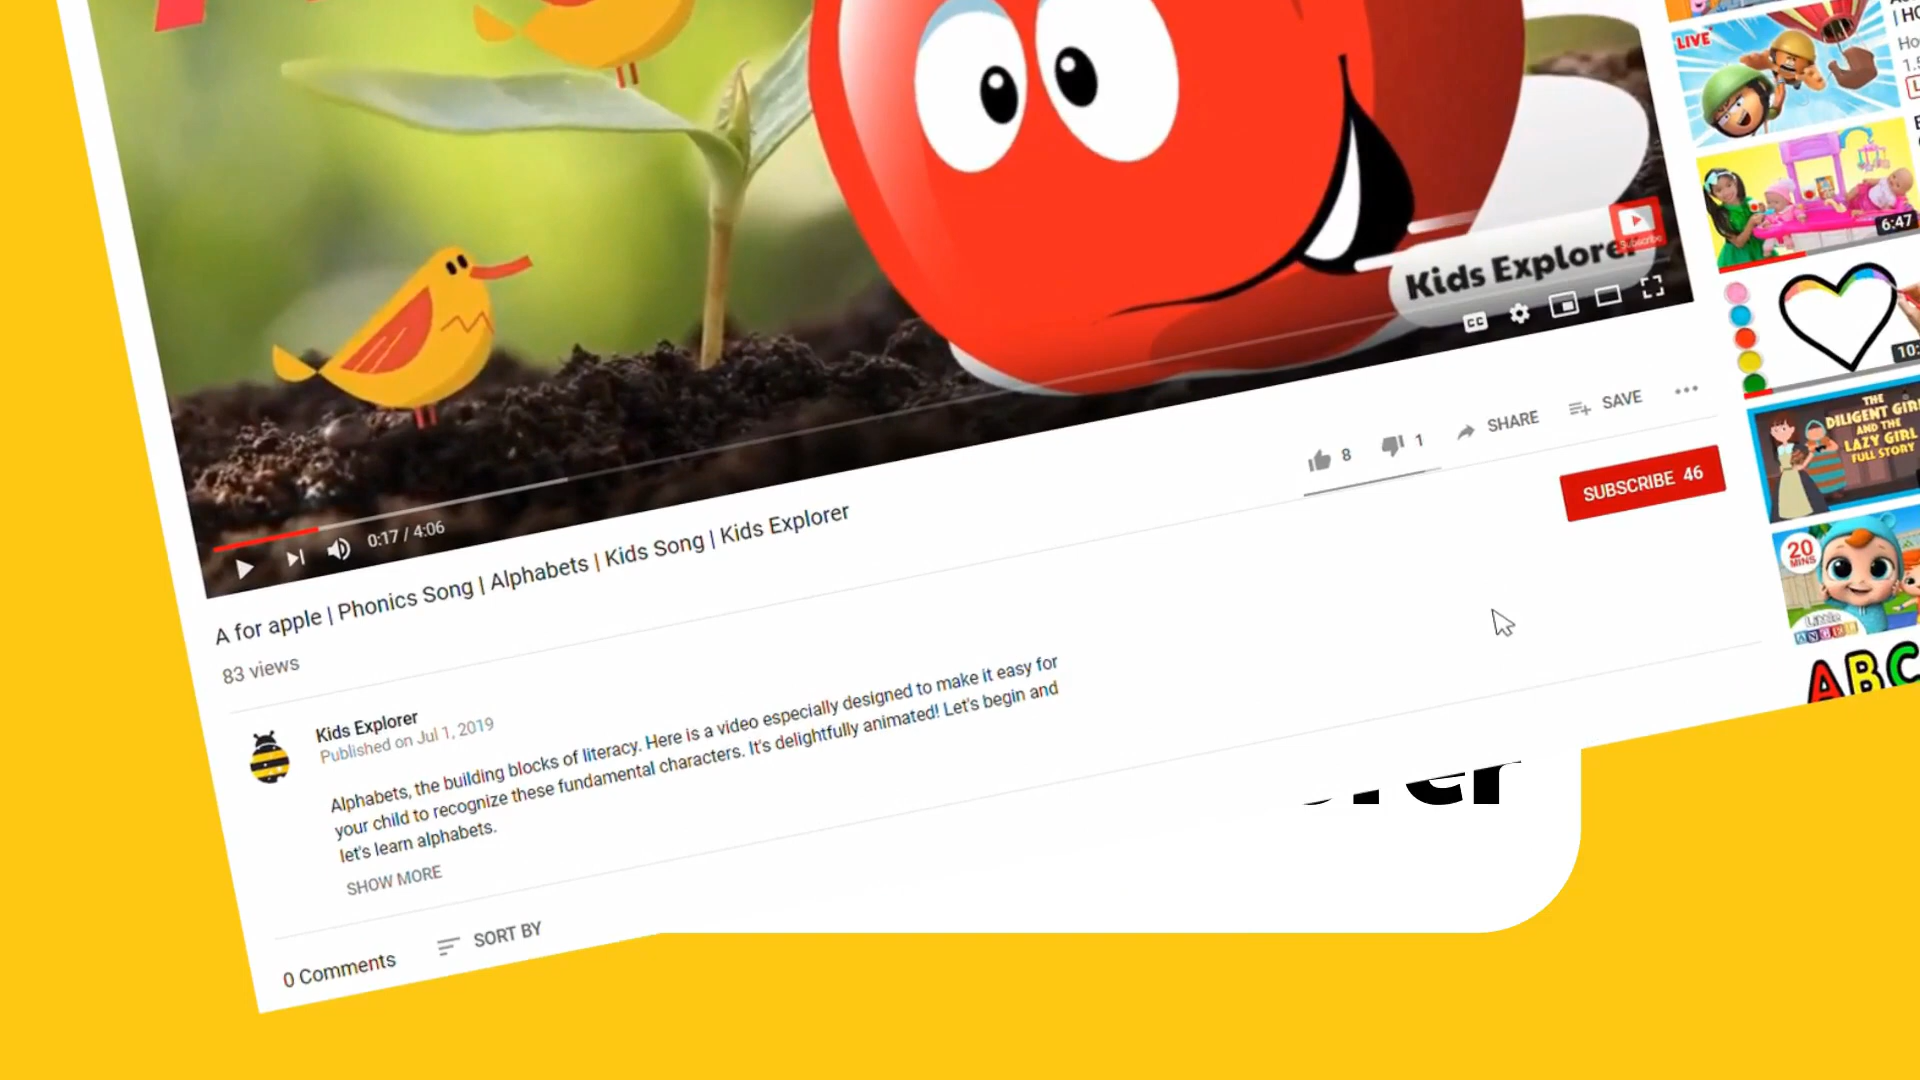 Kids Explorer
Subscribe
CC
0:17 / 4:06
A for apple | Phonics Song | Alphabets | Kids Song | Kids Explorer
83 views
8
1
SHARE
SAVE
SUBSCRIBE 46
Kids Explorer
Published on Jul 1, 2019
Alphabets, the building blocks of literacy. Here is a video especially designed to make it easy for
your child to recognize these fundamental characters. It's delightfully animated! Let's begin and
let's learn alphabets.
SHOW MORE
0 Comments
SORT BY
LIVE
6:47
THE
DILIGENT GIRL
AND THE
LAZY GIRL
FULL STORY
20
MINS
Little
ANGEL
ABC